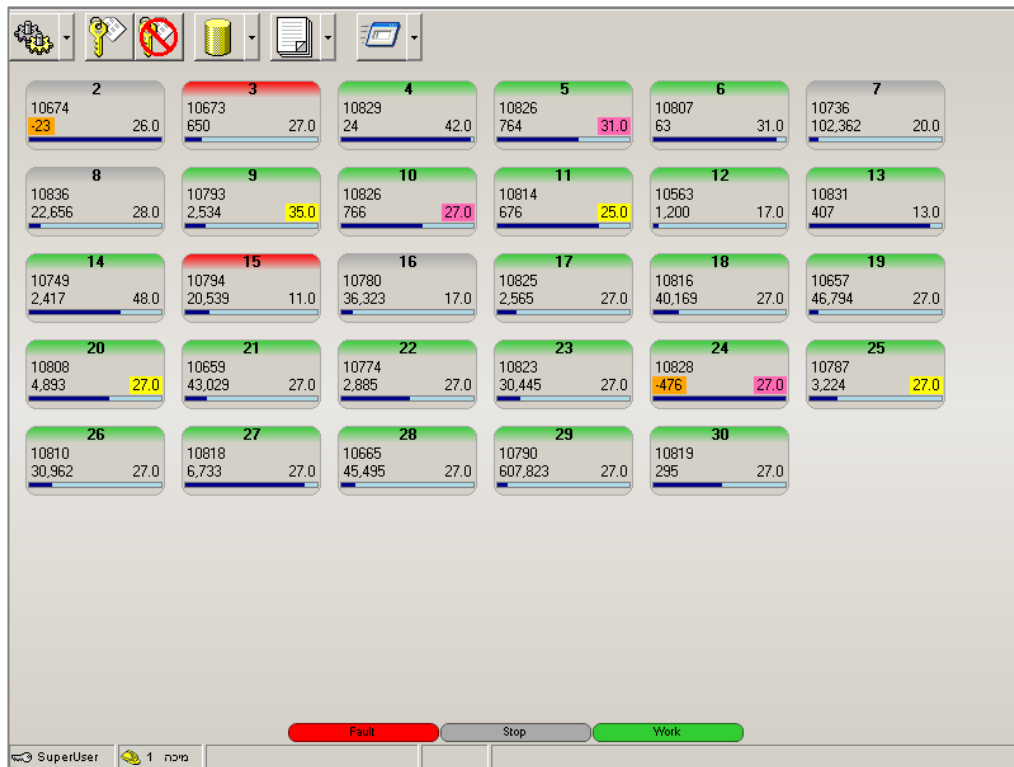 2 3 4 5 6 7
10674 10673 10829 10826 10807 10736
-23 26.0 650 27.0 24 42.0 764 31.0 63 31.0 102,362 20.0
8 9 10 11 12 13
10836 10793 10826 10814 10563 10831
22,656 28.0 2,534 35.0 766 27.0 676 25.0 1,200 17.0 407 13.0
14 15 16 17 18 19
10749 10794 10780 10825 10816 10657
2,417 48.0 20,539 11.0 36,323 17.0 2,565 27.0 40,169 27.0 46,794 27.0
20 21 22 23 24 25
10808 10659 10774 10823 10828 10787
4,893 27.0 43,029 27.0 2,885 27.0 30,445 27.0 -476 27.0 3,224 27.0
26 27 28 29 30
10810 10818 10665 10790 10819
30,962 27.0 6,733 27.0 45,495 27.0 607,823 27.0 295 27.0
Fault Stop Work
SuperUser 1 מיכה